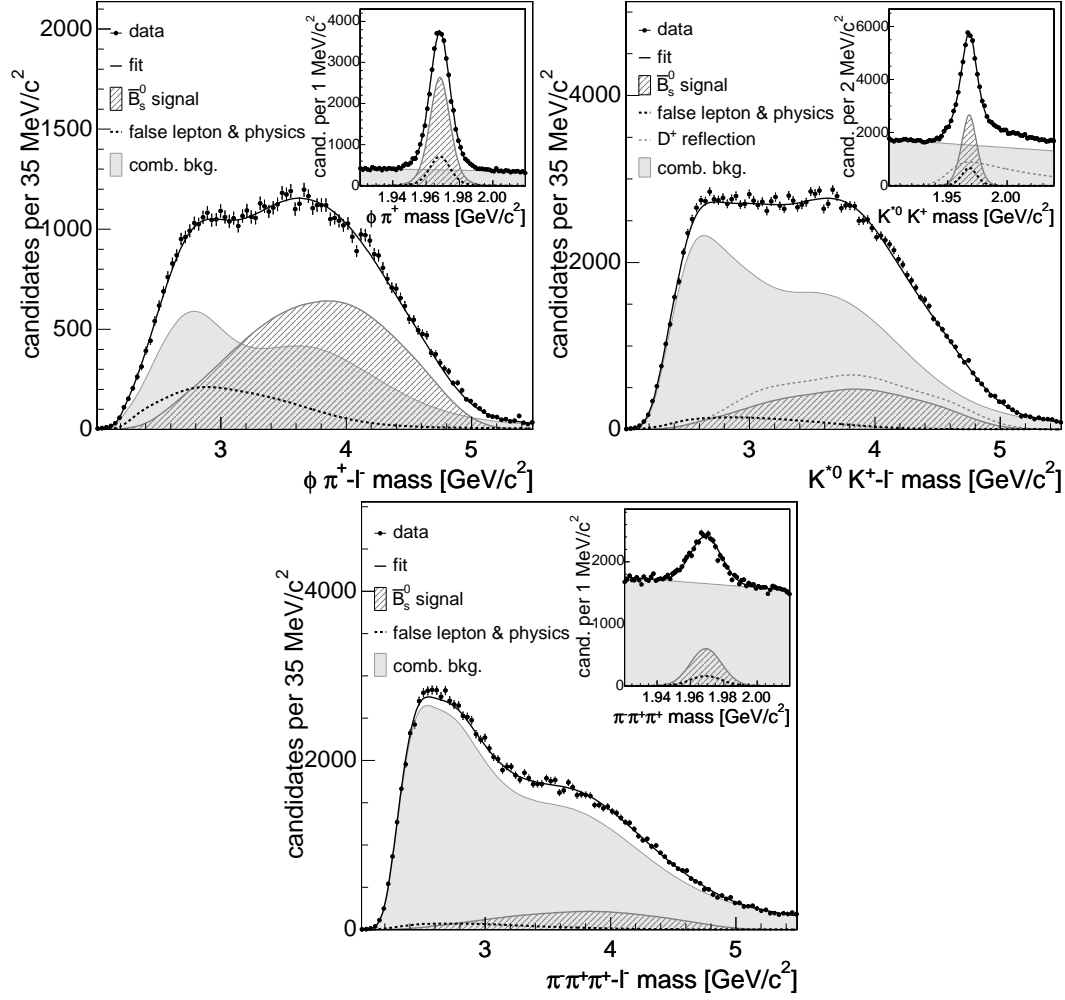 candidates per 35 MeV/c²
2000
1500
1000
500
0
data
fit
B̅⁰ₛ signal
false lepton & physics
comb. bkg.
cand. per 1 MeV/c²
4000
3000
2000
1000
0
1.94 1.96 1.98 2.00
ϕ π⁺ mass [GeV/c²]
3 4 5
ϕ π⁺-l⁻ mass [GeV/c²]
candidates per 35 MeV/c²
4000
2000
0
data
fit
B̅⁰ₛ signal
false lepton & physics
D⁺ reflection
comb. bkg.
cand. per 2 MeV/c²
6000
4000
2000
0
1.95 2.00
K*⁰ K⁺ mass [GeV/c²]
3 4 5
K*⁰ K⁺-l⁻ mass [GeV/c²]
candidates per 35 MeV/c²
4000
2000
0
data
fit
B̅⁰ₛ signal
false lepton & physics
comb. bkg.
cand. per 1 MeV/c²
2000
1000
0
1.94 1.96 1.98 2.00
π⁻π⁺π⁺ mass [GeV/c²]
3 4 5
π⁻π⁺π⁺-l⁻ mass [GeV/c²]